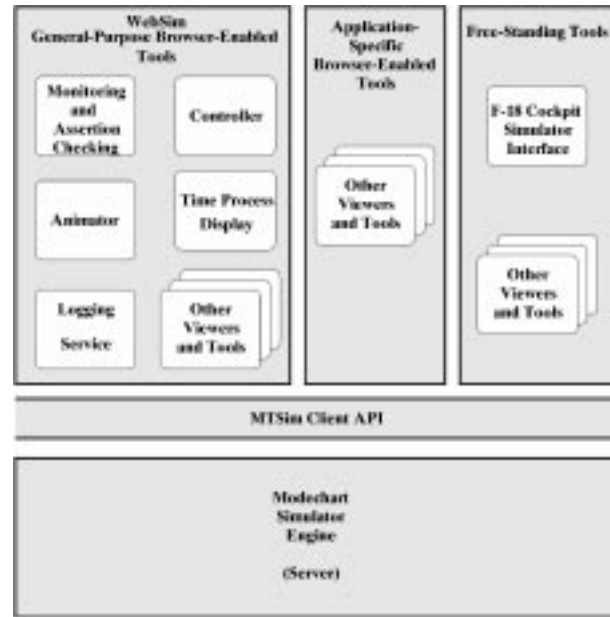 WebSim
General-Purpose Browser-Enabled
Tools
Monitoring
and
Assertion
Checking
Controller
Animator
Time Process
Display
Logging
Service
Other
Viewers
and Tools
Application-
Specific
Browser-Enabled
Tools
Other
Viewers
and Tools
Free-Standing Tools
F-18 Cockpit
Simulator
Interface
Other
Viewers
and Tools
MTSim Client API
Modechart
Simulator
Engine
(Server)